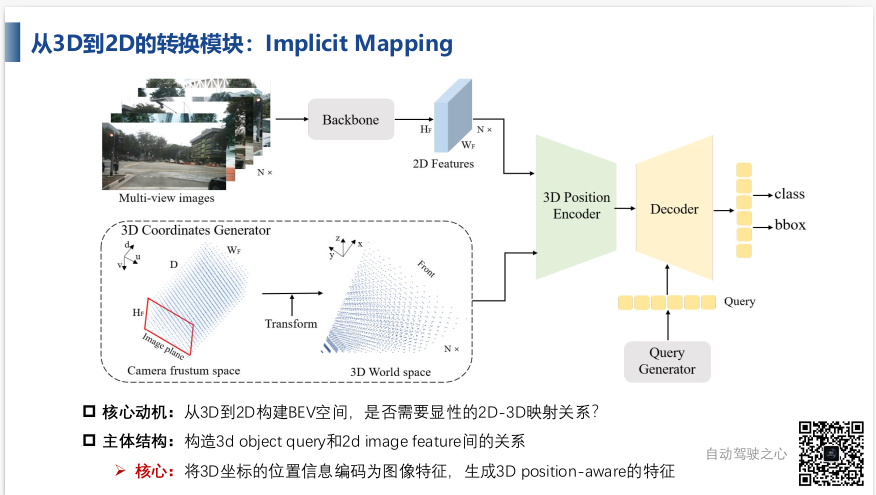 从3D到2D的转换模块：Implicit Mapping
Backbone
HF
N ×
WF
2D Features
N ×
Multi-view images
3D Position
Encoder
Decoder
class
bbox
3D Coordinates Generator
d
u
v
D
WF
HF
Image plane
Camera frustum space
Transform
z
x
y
Front
N ×
3D World space
Query
Query
Generator
核心动机：从3D到2D构建BEV空间，是否需要显性的2D-3D映射关系？
主体结构：构造3d object query和2d image feature间的关系
核心：将3D坐标的位置信息编码为图像特征，生成3D position-aware的特征
自动驾驶之心